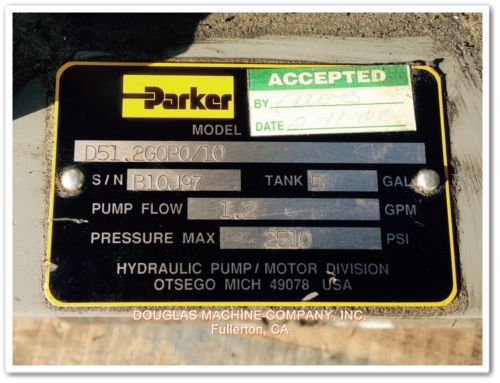 Parker
ACCEPTED
BY
DATE
MODEL
D51.2G0P0/10
S/N B10J97 TANK 5 GAL
PUMP FLOW 1.2 GPM
PRESSURE MAX 2510 PSI
HYDRAULIC PUMP/MOTOR DIVISION
OTSEGO MICH 49078 USA
DOUGLAS MACHINE COMPANY, INC.
Fullerton, CA